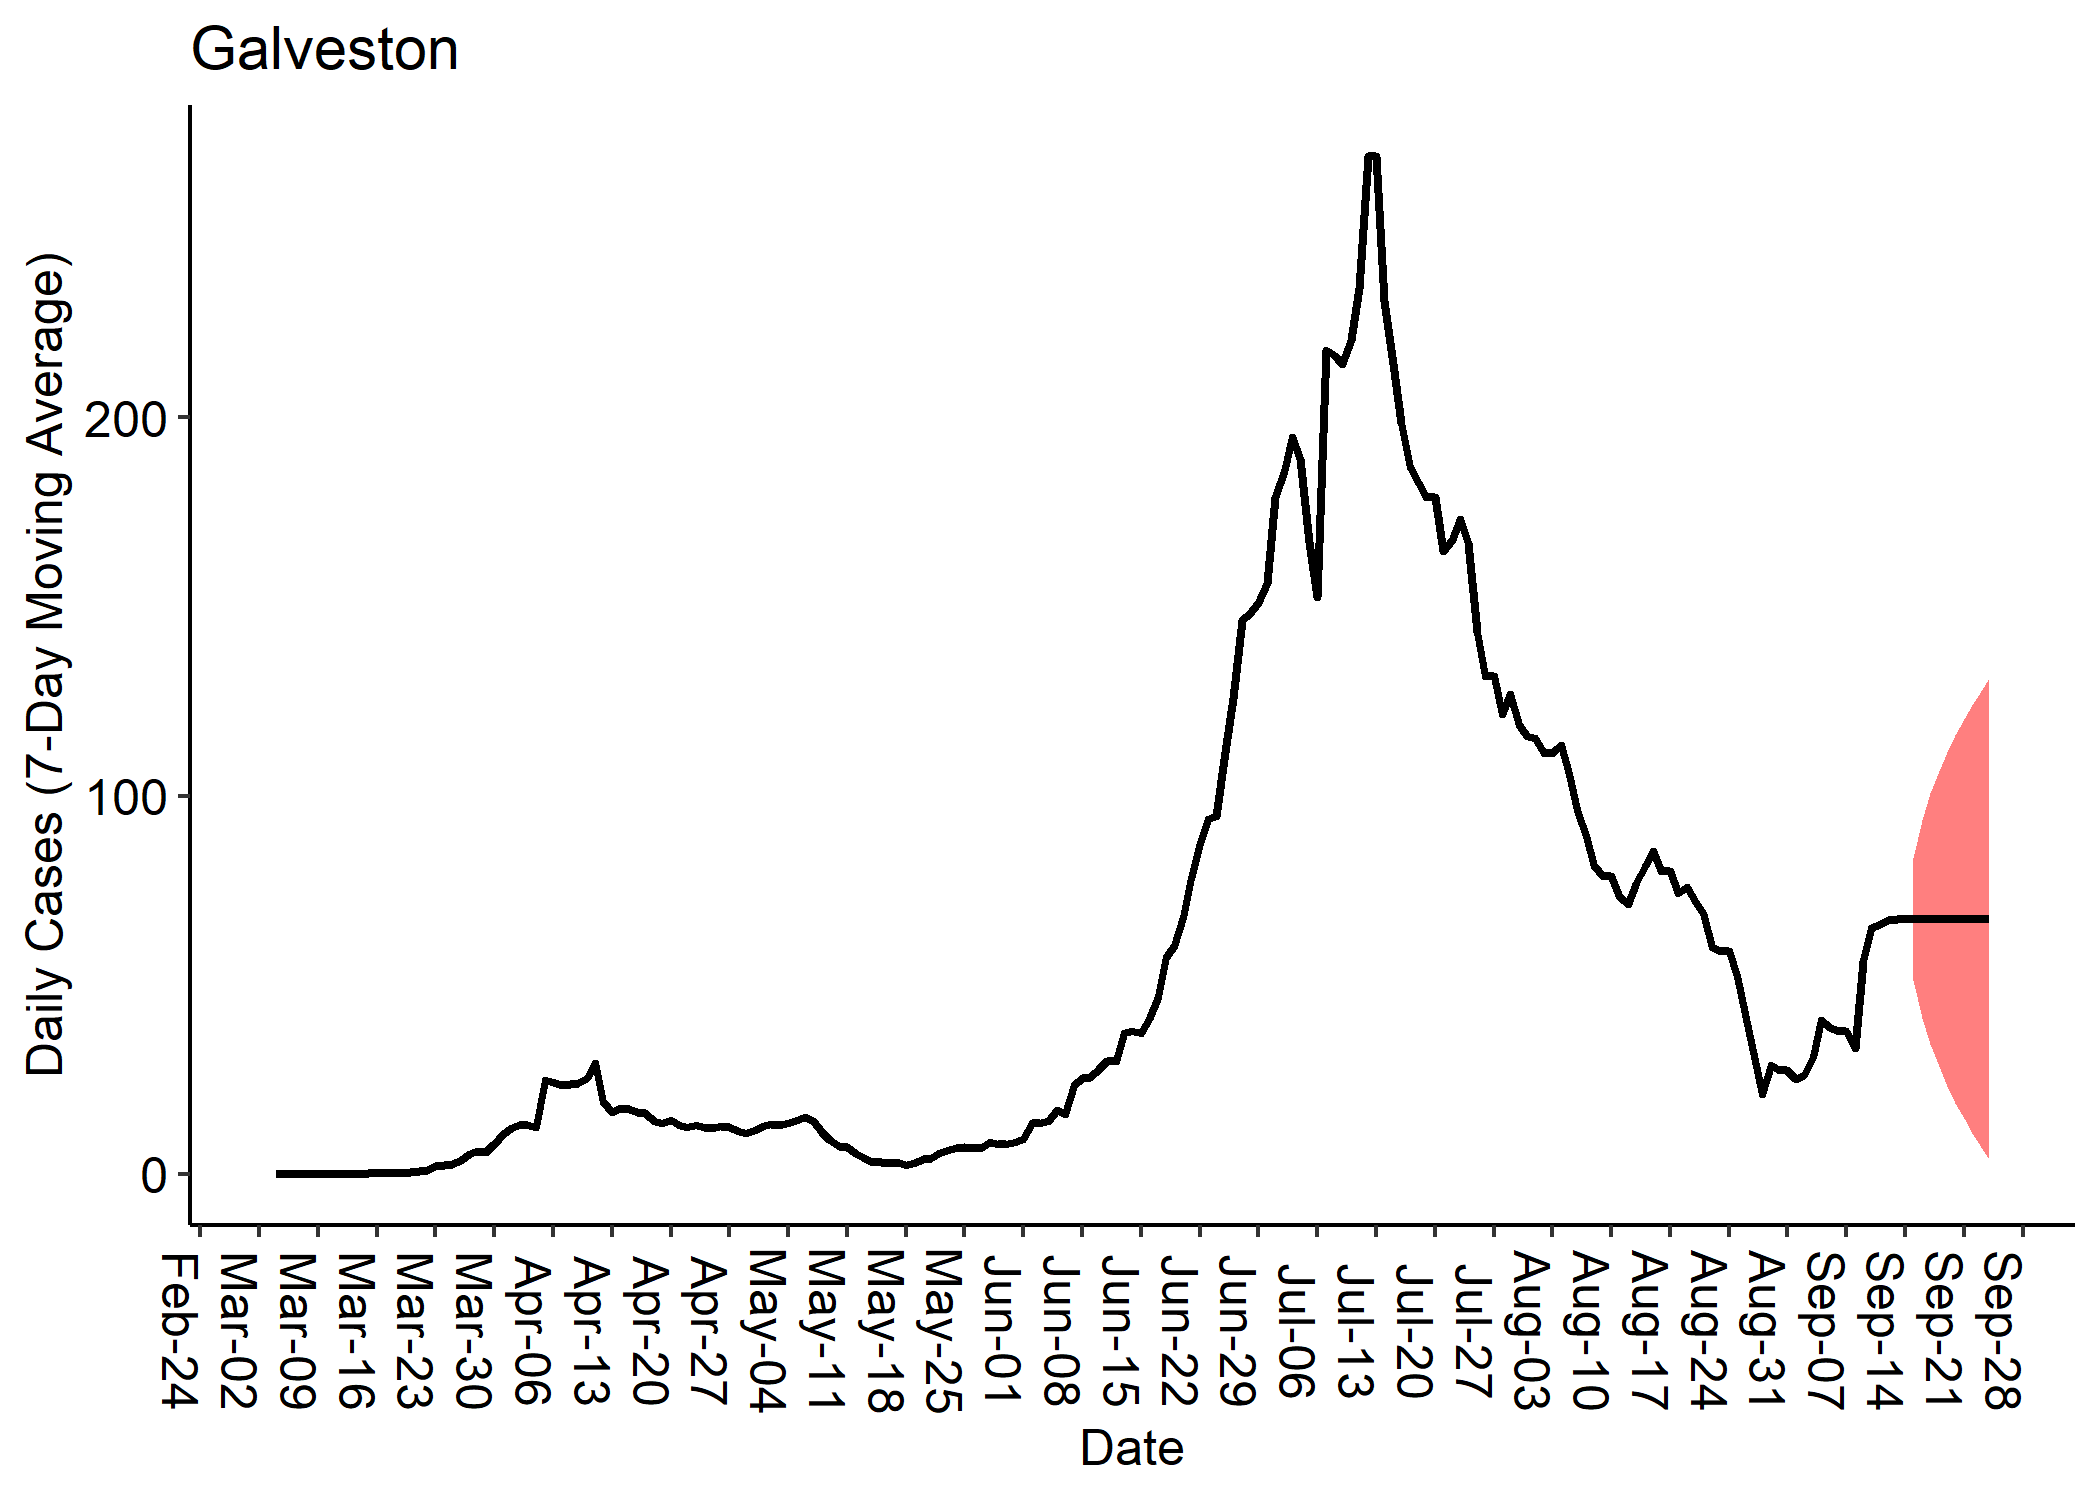 Galveston
Daily Cases (7-Day Moving Average)
200
100
0
Feb-24
Mar-02
Mar-09
Mar-16
Mar-23
Mar-30
Apr-06
Apr-13
Apr-20
Apr-27
May-04
May-11
May-18
May-25
Jun-01
Jun-08
Jun-15
Jun-22
Jun-29
Jul-06
Jul-13
Jul-20
Jul-27
Aug-03
Aug-10
Aug-17
Aug-24
Aug-31
Sep-07
Sep-14
Sep-21
Sep-28
Date